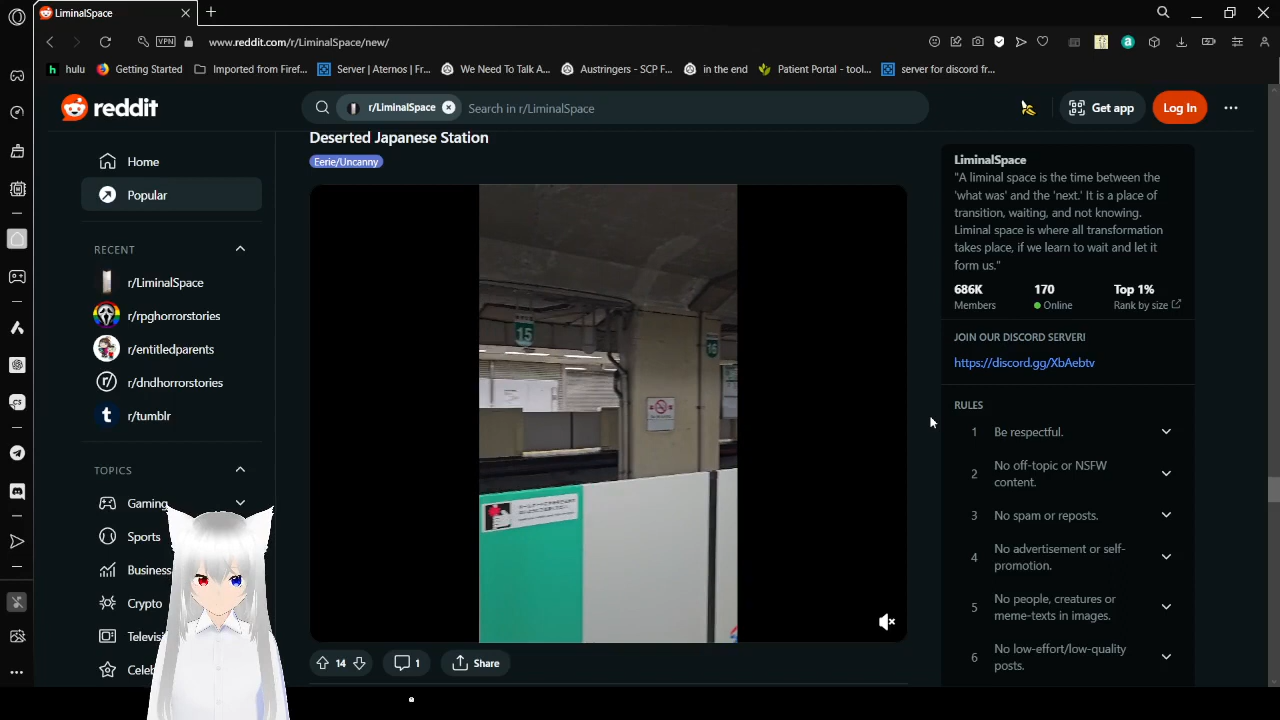 LiminalSpace
VPN
www.reddit.com/r/LiminalSpace/new/
h hulu
Getting Started
Imported from Firef...
Server | Aternos | Fr...
We Need To Talk A...
Austringers - SCP F...
in the end
Patient Portal - tool...
server for discord fr...
reddit
r/LiminalSpace
Search in r/LiminalSpace
Get app
Log In
Home
Popular
RECENT
r/LiminalSpace
r/rpghorrorstories
r/entitledparents
r/dndhorrorstories
r/tumblr
TOPICS
Gaming
Sports
Business
Crypto
Televisi
Celeb
Deserted Japanese Station
Eerie/Uncanny
15
15
14
1
Share
LiminalSpace
"A liminal space is the time between the
'what was' and the 'next.' It is a place of
transition, waiting, and not knowing.
Liminal space is where all transformation
takes place, if we learn to wait and let it
form us."
686K
Members
170
Online
Top 1%
Rank by size
JOIN OUR DISCORD SERVER!
https://discord.gg/XbAebtv
RULES
1 Be respectful.
2 No off-topic or NSFW
content.
3 No spam or reposts.
4 No advertisement or self-
promotion.
5 No people, creatures or
meme-texts in images.
6 No low-effort/low-quality
posts.